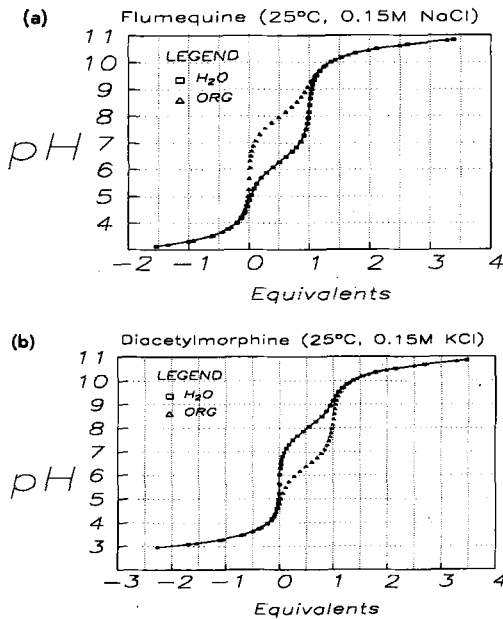 (a) Flumequine (25°C, 0.15M NaCl)
11
10
9
8
7
6
5
4
pH
LEGEND
H₂O
ORG
-2 -1 0 1 2 3 4
Equivalents
(b) Diacetylmorphine (25°C, 0.15M KCl)
11
10
9
8
7
6
5
4
3
pH
LEGEND
H₂O
ORG
-3 -2 -1 0 1 2 3 4
Equivalents